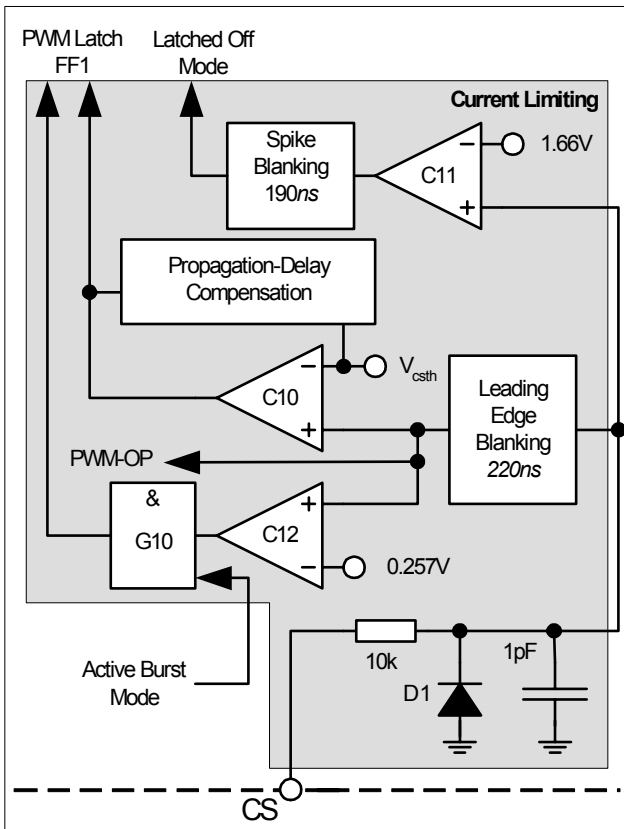 PWM Latch
FF1
Latched Off
Mode
Current Limiting
Spike
Blanking
190ns
C11
-
+
1.66V
Propagation-Delay
Compensation
C10
-
+
Vcsth
Leading
Edge
Blanking
220ns
PWM-OP
&
G10
C12
+
-
0.257V
Active Burst
Mode
10k
D1
1pF
CS